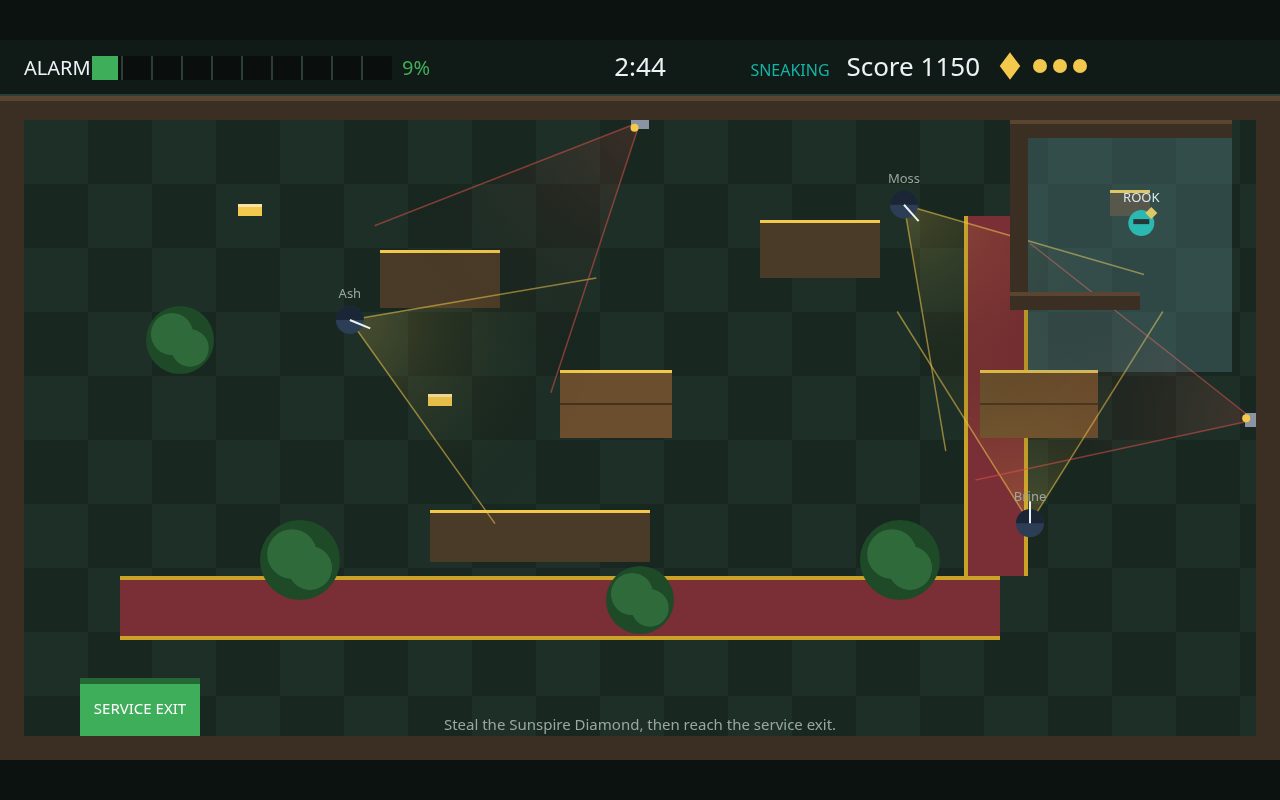 ALARM 9% 2:44 SNEAKING Score 1150
Moss
ROOK
Ash
Brine
SERVICE EXIT
Steal the Sunspire Diamond, then reach the service exit.